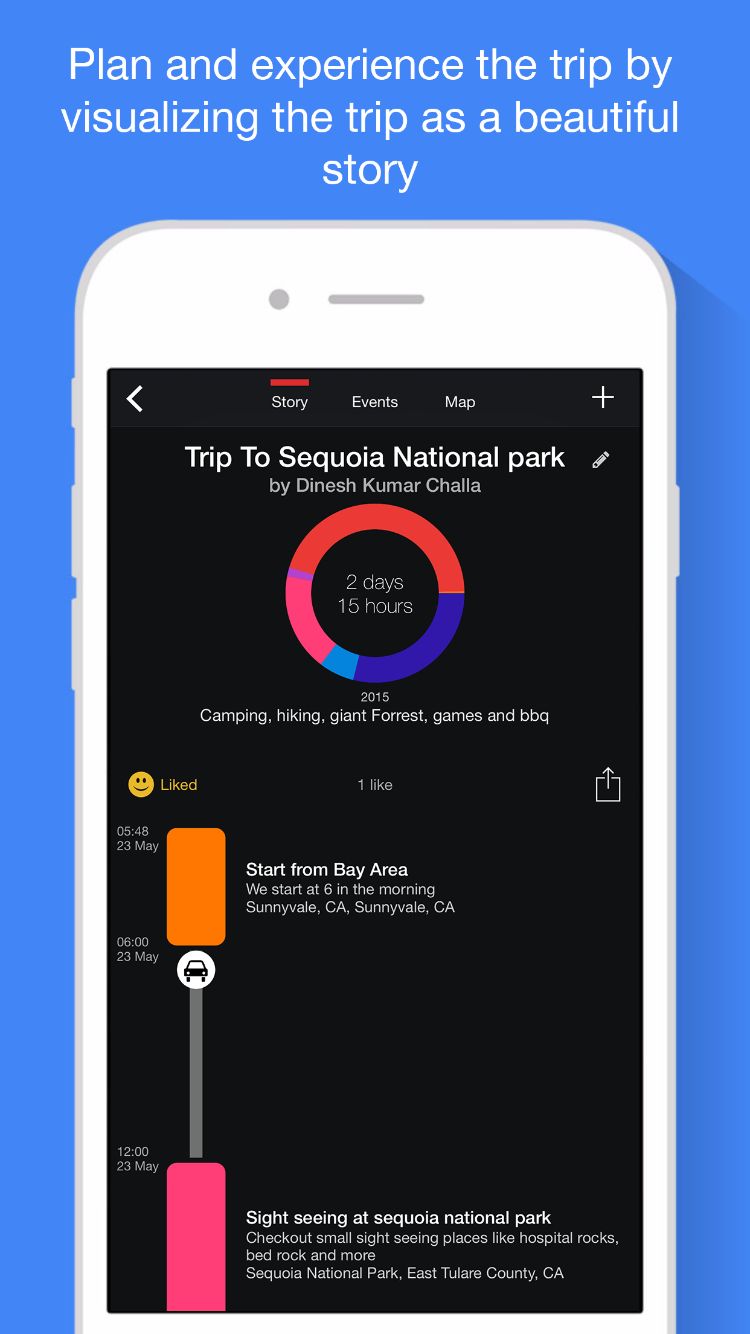 Plan and experience the trip by
visualizing the trip as a beautiful
story
Story
Events
Map
Trip To Sequoia National park
by Dinesh Kumar Challa
2 days
15 hours
2015
Camping, hiking, giant Forrest, games and bbq
Liked
1 like
05:48
23 May
Start from Bay Area
We start at 6 in the morning
Sunnyvale, CA, Sunnyvale, CA
06:00
23 May
12:00
23 May
Sight seeing at sequoia national park
Checkout small sight seeing places like hospital rocks,
bed rock and more
Sequoia National Park, East Tulare County, CA